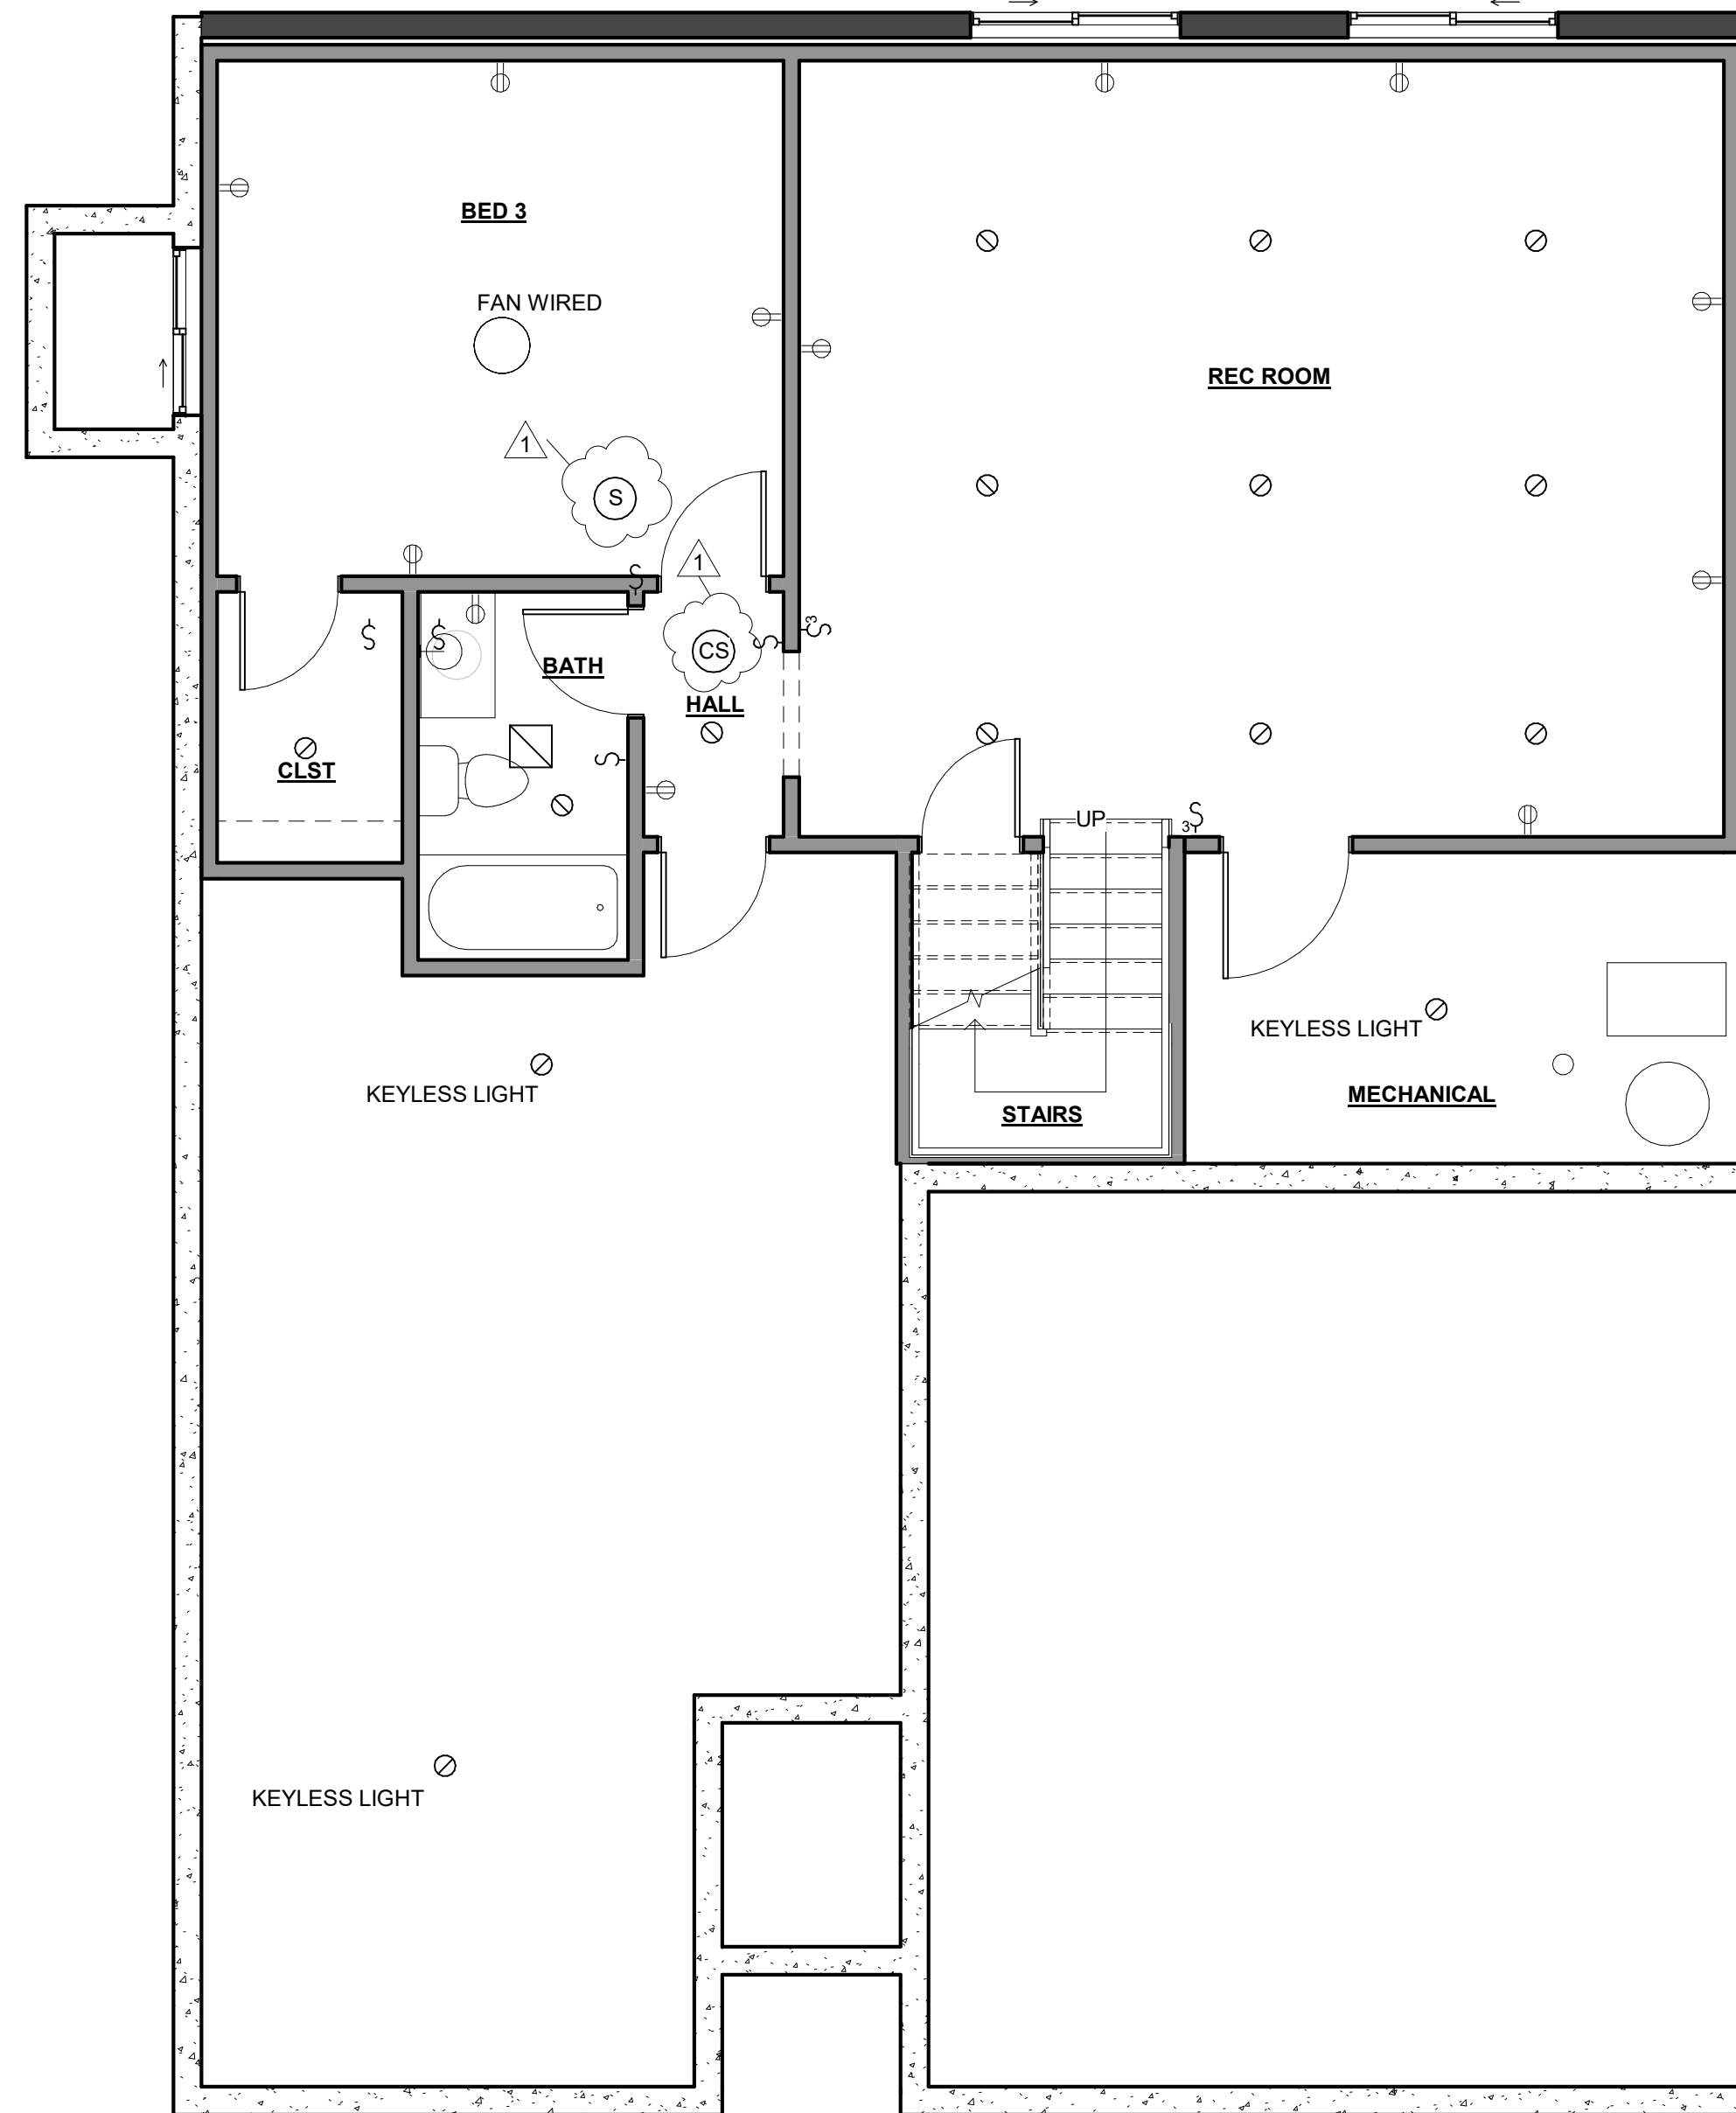 BED 3
FAN WIRED
REC ROOM
1
S
1
$
3
$
$
$
$
$
CS
BATH
HALL
$
CLST
UP
3
$
KEYLESS LIGHT
KEYLESS LIGHT
MECHANICAL
STAIRS
KEYLESS LIGHT